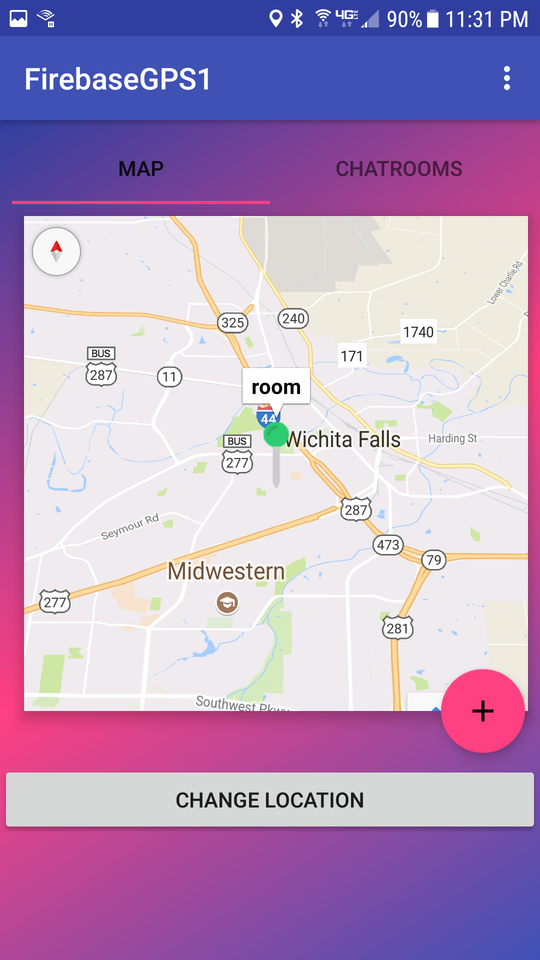 4G 90% 11:31 PM
FirebaseGPS1
MAP CHATROOMS
Lower Charlie Rd
325 240
1740
171
BUS
287
11
room
44
Wichita Falls
Harding St
BUS
277
287
Seymour Rd
473
79
Midwestern
277
281
Southwest Pkwy
+
CHANGE LOCATION